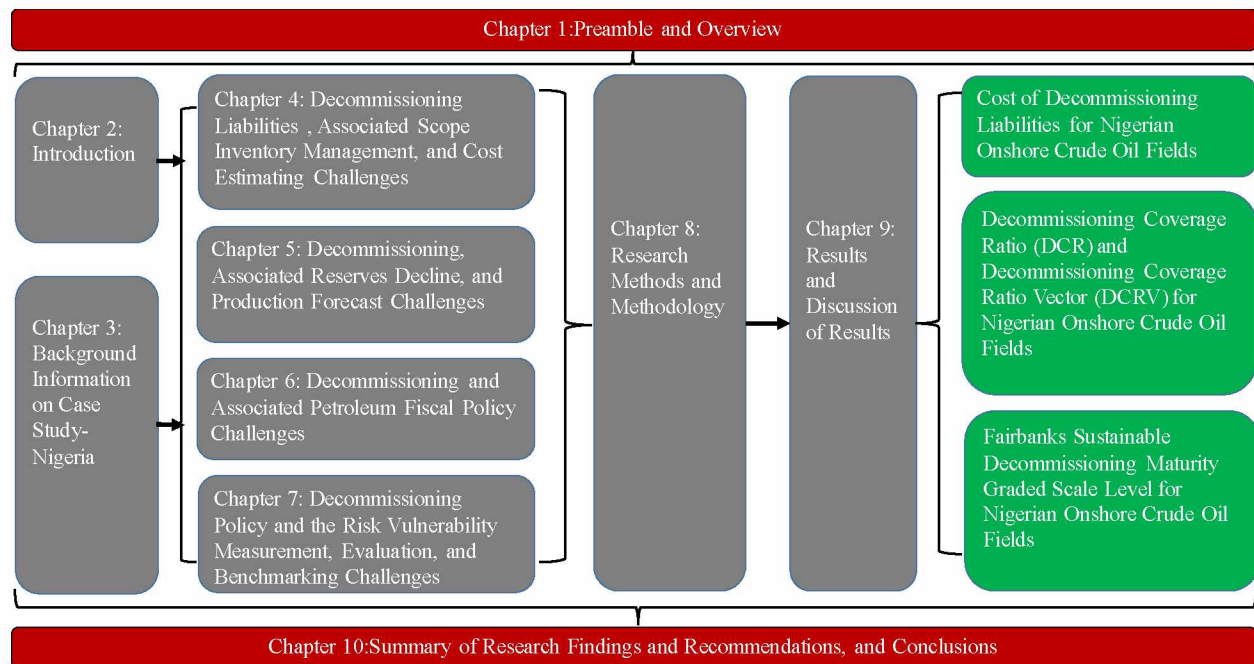 Chapter 1:Preamble and Overview
Chapter 2:
Introduction
Chapter 3:
Background
Information
on Case
Study-
Nigeria
Chapter 4: Decommissioning
Liabilities , Associated Scope
Inventory Management, and Cost
Estimating Challenges
Chapter 5: Decommissioning,
Associated Reserves Decline, and
Production Forecast Challenges
Chapter 6: Decommissioning and
Associated Petroleum Fiscal Policy
Challenges
Chapter 7: Decommissioning
Policy and the Risk Vulnerability
Measurement, Evaluation, and
Benchmarking Challenges
Chapter 8:
Research
Methods and
Methodology
Chapter 9:
Results
and
Discussion
of Results
Cost of Decommissioning
Liabilities for Nigerian
Onshore Crude Oil Fields
Decommissioning Coverage
Ratio (DCR) and
Decommissioning Coverage
Ratio Vector (DCRV) for
Nigerian Onshore Crude Oil
Fields
Fairbanks Sustainable
Decommissioning Maturity
Graded Scale Level for
Nigerian Onshore Crude Oil
Fields
Chapter 10:Summary of Research Findings and Recommendations, and Conclusions